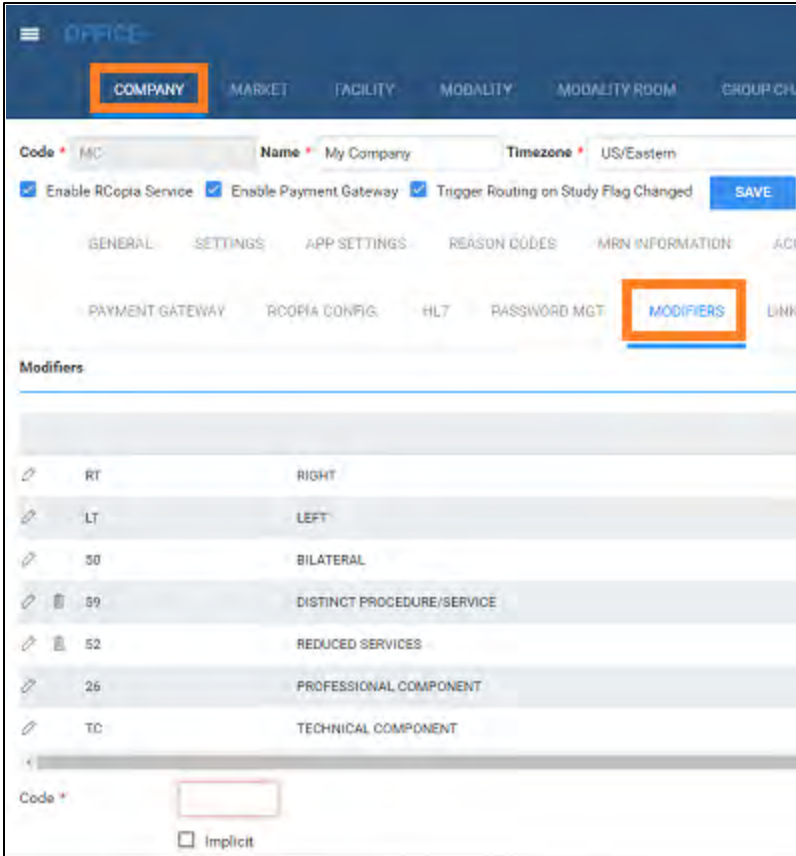 OFFICE
COMPANY MARKET FACILITY MODALITY MODALITY ROOM GROUP CH
Code * MC Name * My Company Timezone * US/Eastern
Enable RCopia Service Enable Payment Gateway Trigger Routing on Study Flag Changed SAVE
GENERAL SETTINGS APP SETTINGS REASON CODES MRN INFORMATION
PAYMENT GATEWAY RCOPIA CONFIG. HL7 PASSWORD MGT MODIFIERS LINK
Modifiers
RT RIGHT
LT LEFT
50 BILATERAL
59 DISTINCT PROCEDURE/SERVICE
52 REDUCED SERVICES
26 PROFESSIONAL COMPONENT
TC TECHNICAL COMPONENT
Code *
Implicit